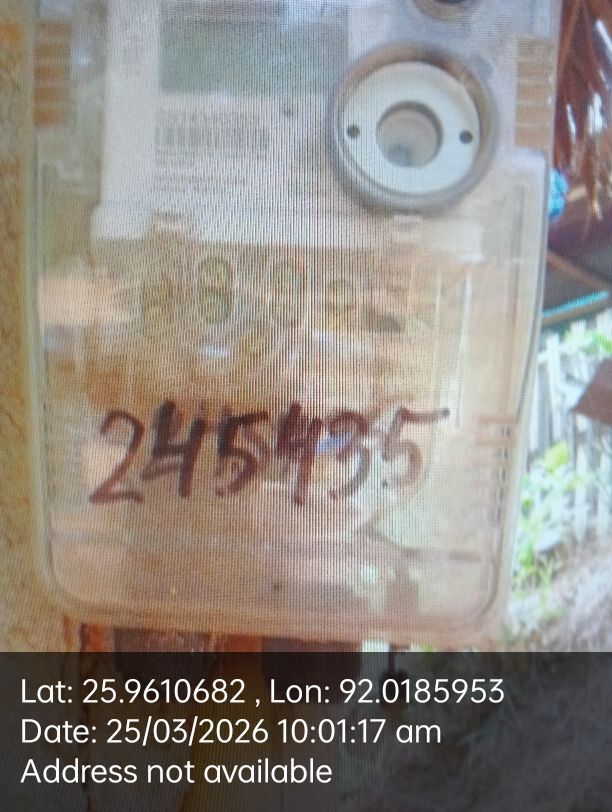 245435
Lat: 25.9610682 , Lon: 92.0185953
Date: 25/03/2026 10:01:17 am
Address not available